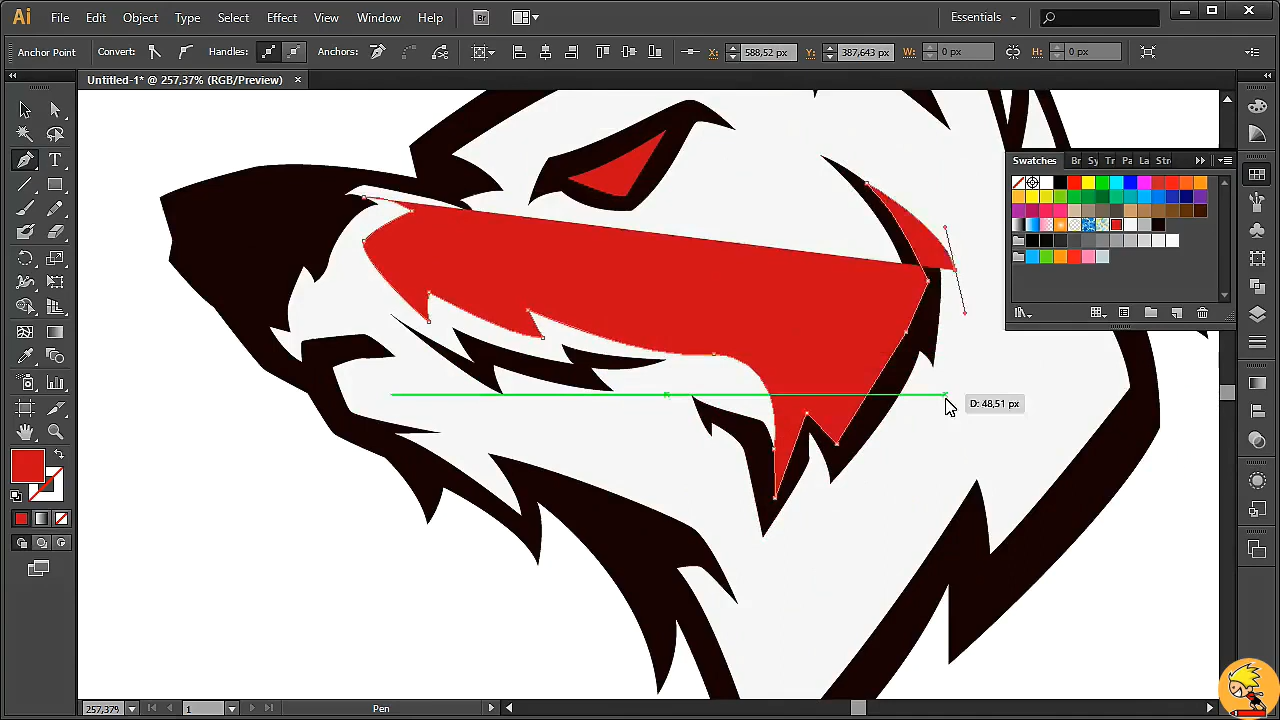 Ai File Edit Object Type Select Effect View Window Help Br Essentials
Anchor Point Convert: Handles: Anchors: X: 588,52 px Y: 387,643 px W: 0 px H: 0 px
Untitled-1* @ 257,37% (RGB/Preview) ×
T
Swatches Br Sy Tr Pa La Str
D: 48,51 px
257,37% 1 Pen